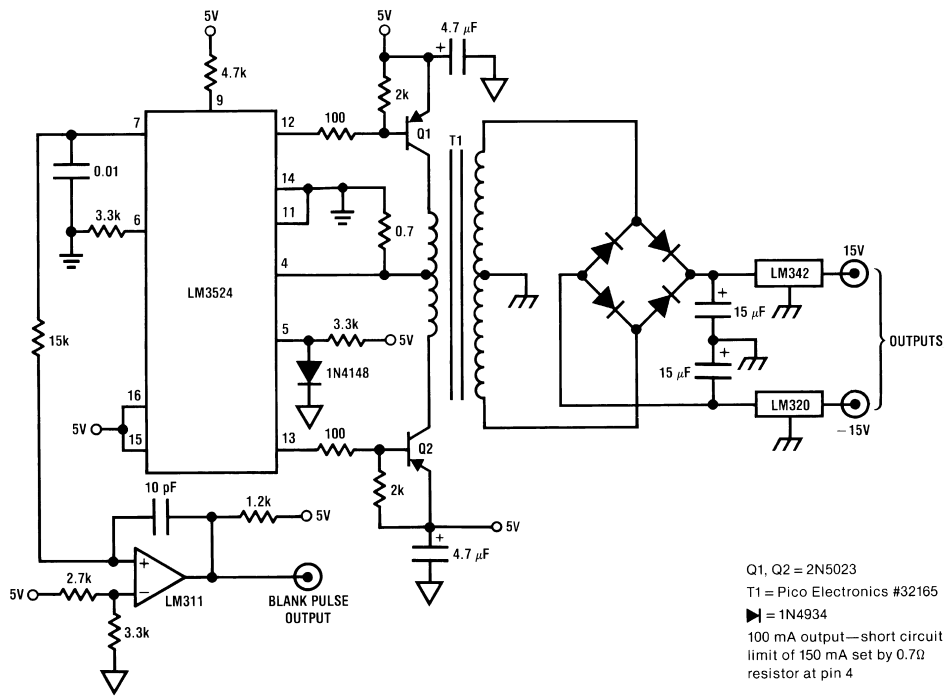 5V
5V
4.7 μF
+
4.7k
9
2k
7
12
100
Q1
T1
0.01
14
3.3k
6
11
0.7
4
LM3524
15V
LM342
+
15 μF
5
3.3k
5V
15k
1N4148
OUTPUTS
+
15 μF
16
5V
15
LM320
−15V
13
100
Q2
2k
10 pF
1.2k
5V
5V
+
4.7 μF
+
2.7k
5V
−
LM311
BLANK PULSE
OUTPUT
3.3k
Q1, Q2 = 2N5023
T1 = Pico Electronics #32165
= 1N4934
100 mA output—short circuit
limit of 150 mA set by 0.7Ω
resistor at pin 4